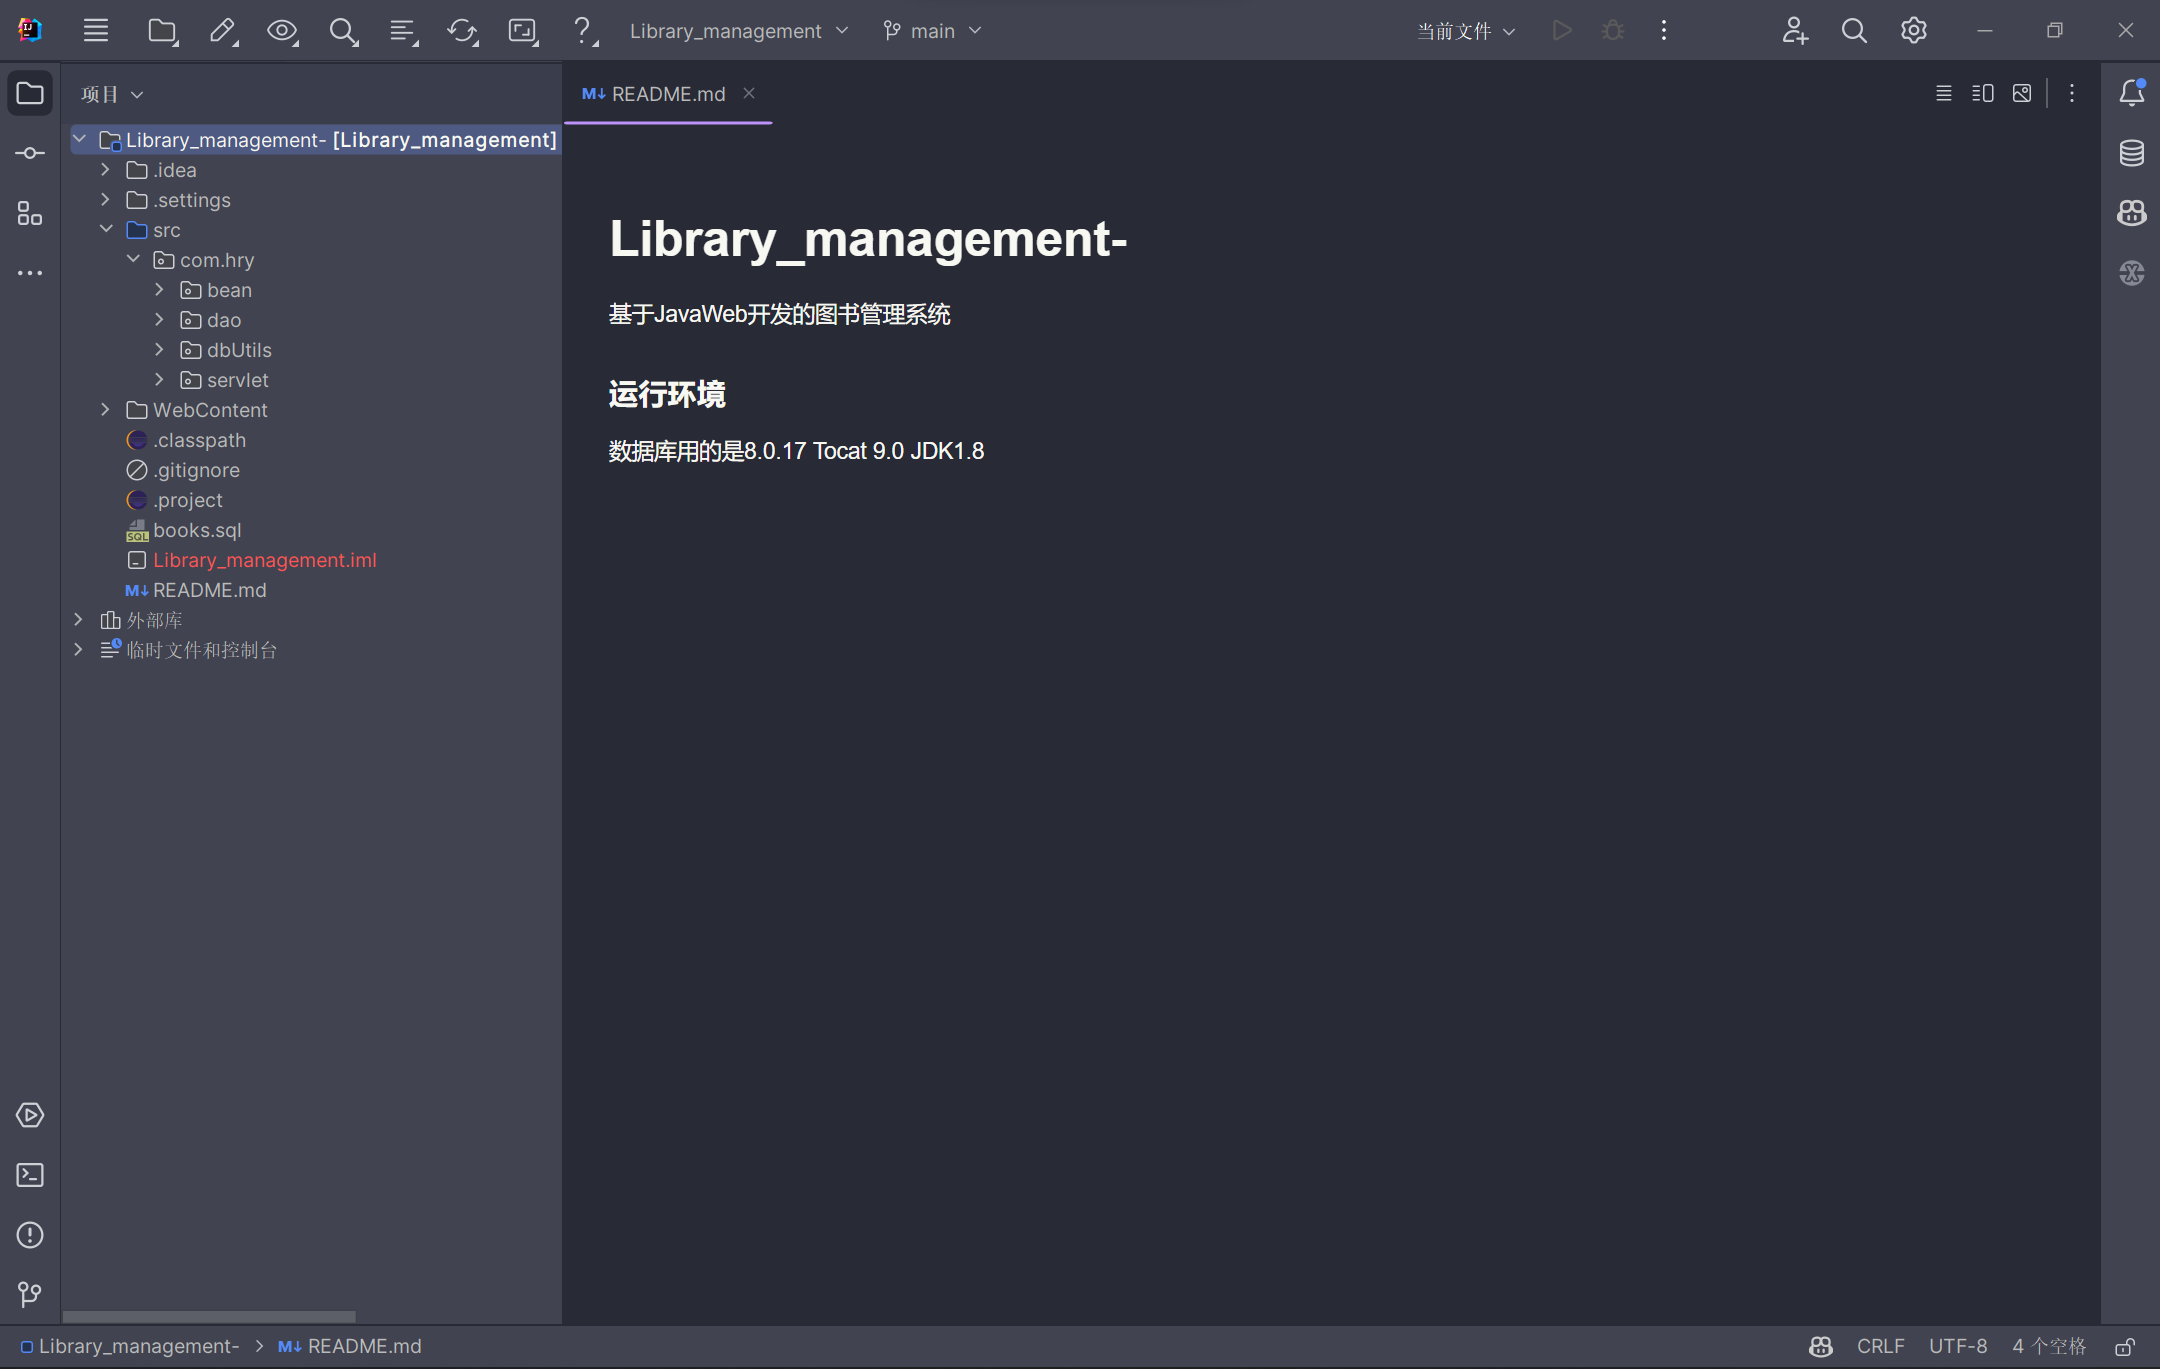 Library_management
main
当前文件
项目
README.md
Library_management- [Library_management]
.idea
.settings
src
com.hry
bean
dao
dbUtils
servlet
WebContent
.classpath
.gitignore
.project
books.sql
Library_management.iml
README.md
外部库
临时文件和控制台
Library_management-
基于JavaWeb开发的图书管理系统
运行环境
数据库用的是8.0.17 Tocat 9.0 JDK1.8
Library_management- > README.md
CRLF
UTF-8
4 个空格